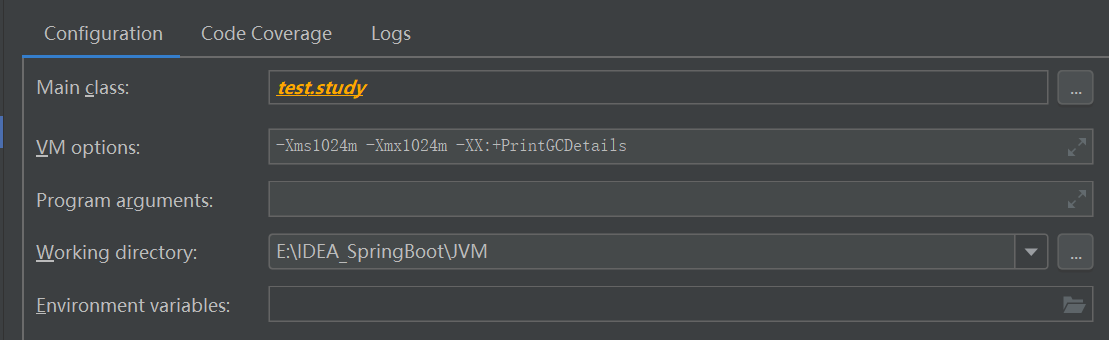 Configuration Code Coverage Logs
Main class: test.study ...
VM options: -Xms1024m -Xmx1024m -XX:+PrintGCDetails
Program arguments:
Working directory: E:\IDEA_SpringBoot\JVM ...
Environment variables: